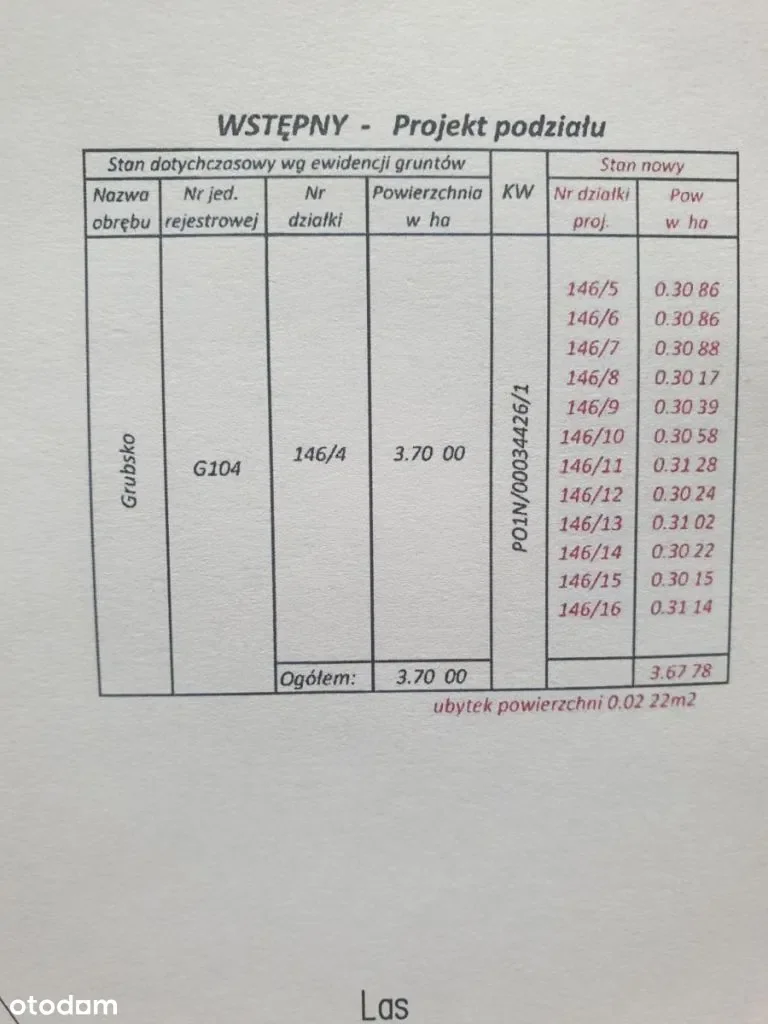 WSTĘPNY - Projekt podziału
Stan dotychczasowy wg ewidencji gruntów KW Stan nowy
Nazwa obrębu Nr jed. rejestrowej Nr działki Powierzchnia w ha Nr działki proj. Pow w ha
Grubsko G104 146/4 3.70 00 PO1N/00034426/1
146/5 0.30 86
146/6 0.30 86
146/7 0.30 88
146/8 0.30 17
146/9 0.30 39
146/10 0.30 58
146/11 0.31 28
146/12 0.30 24
146/13 0.31 02
146/14 0.30 22
146/15 0.30 15
146/16 0.31 14
Ogółem: 3.70 00 3.67 78
ubytek powierzchni 0.02 22m2
Las
otodom